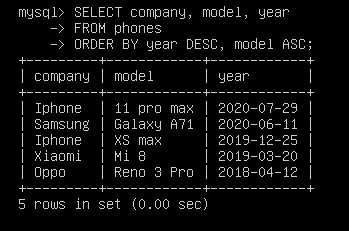 mysql> SELECT company, model, year
    -> FROM phones
    -> ORDER BY year DESC, model ASC;
+---------+------------+------------+
| company | model      | year       |
+---------+------------+------------+
| Iphone  | 11 pro max | 2020-07-29 |
| Samsung | Galaxy A71 | 2020-06-11 |
| Iphone  | XS max     | 2019-12-25 |
| Xiaomi  | Mi 8       | 2019-03-20 |
| Oppo    | Reno 3 Pro | 2018-04-12 |
+---------+------------+------------+
5 rows in set (0.00 sec)